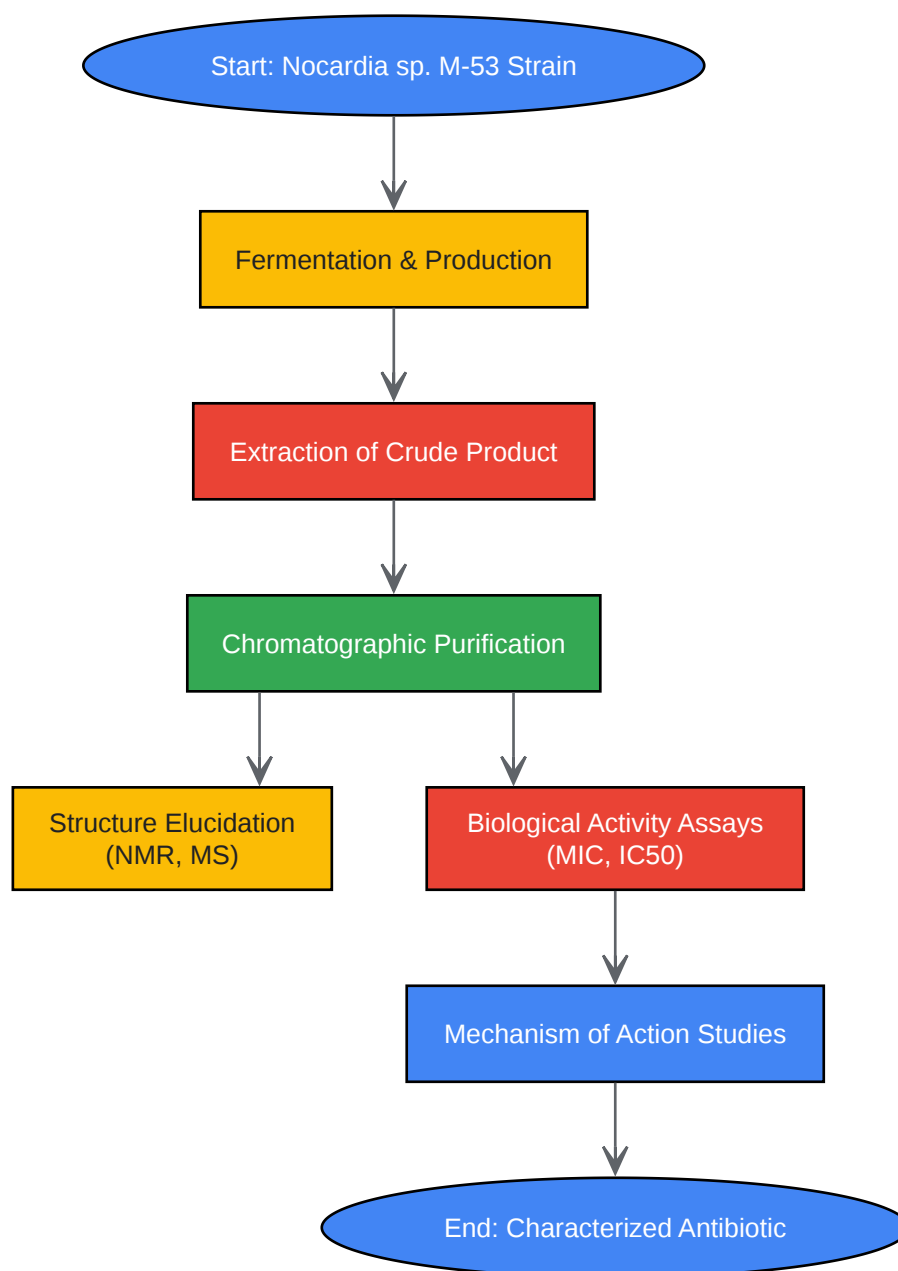 Start: Nocardia sp. M-53 Strain
Fermentation & Production
Extraction of Crude Product
Chromatographic Purification
Structure Elucidation
(NMR, MS)
Biological Activity Assays
(MIC, IC50)
Mechanism of Action Studies
End: Characterized Antibiotic